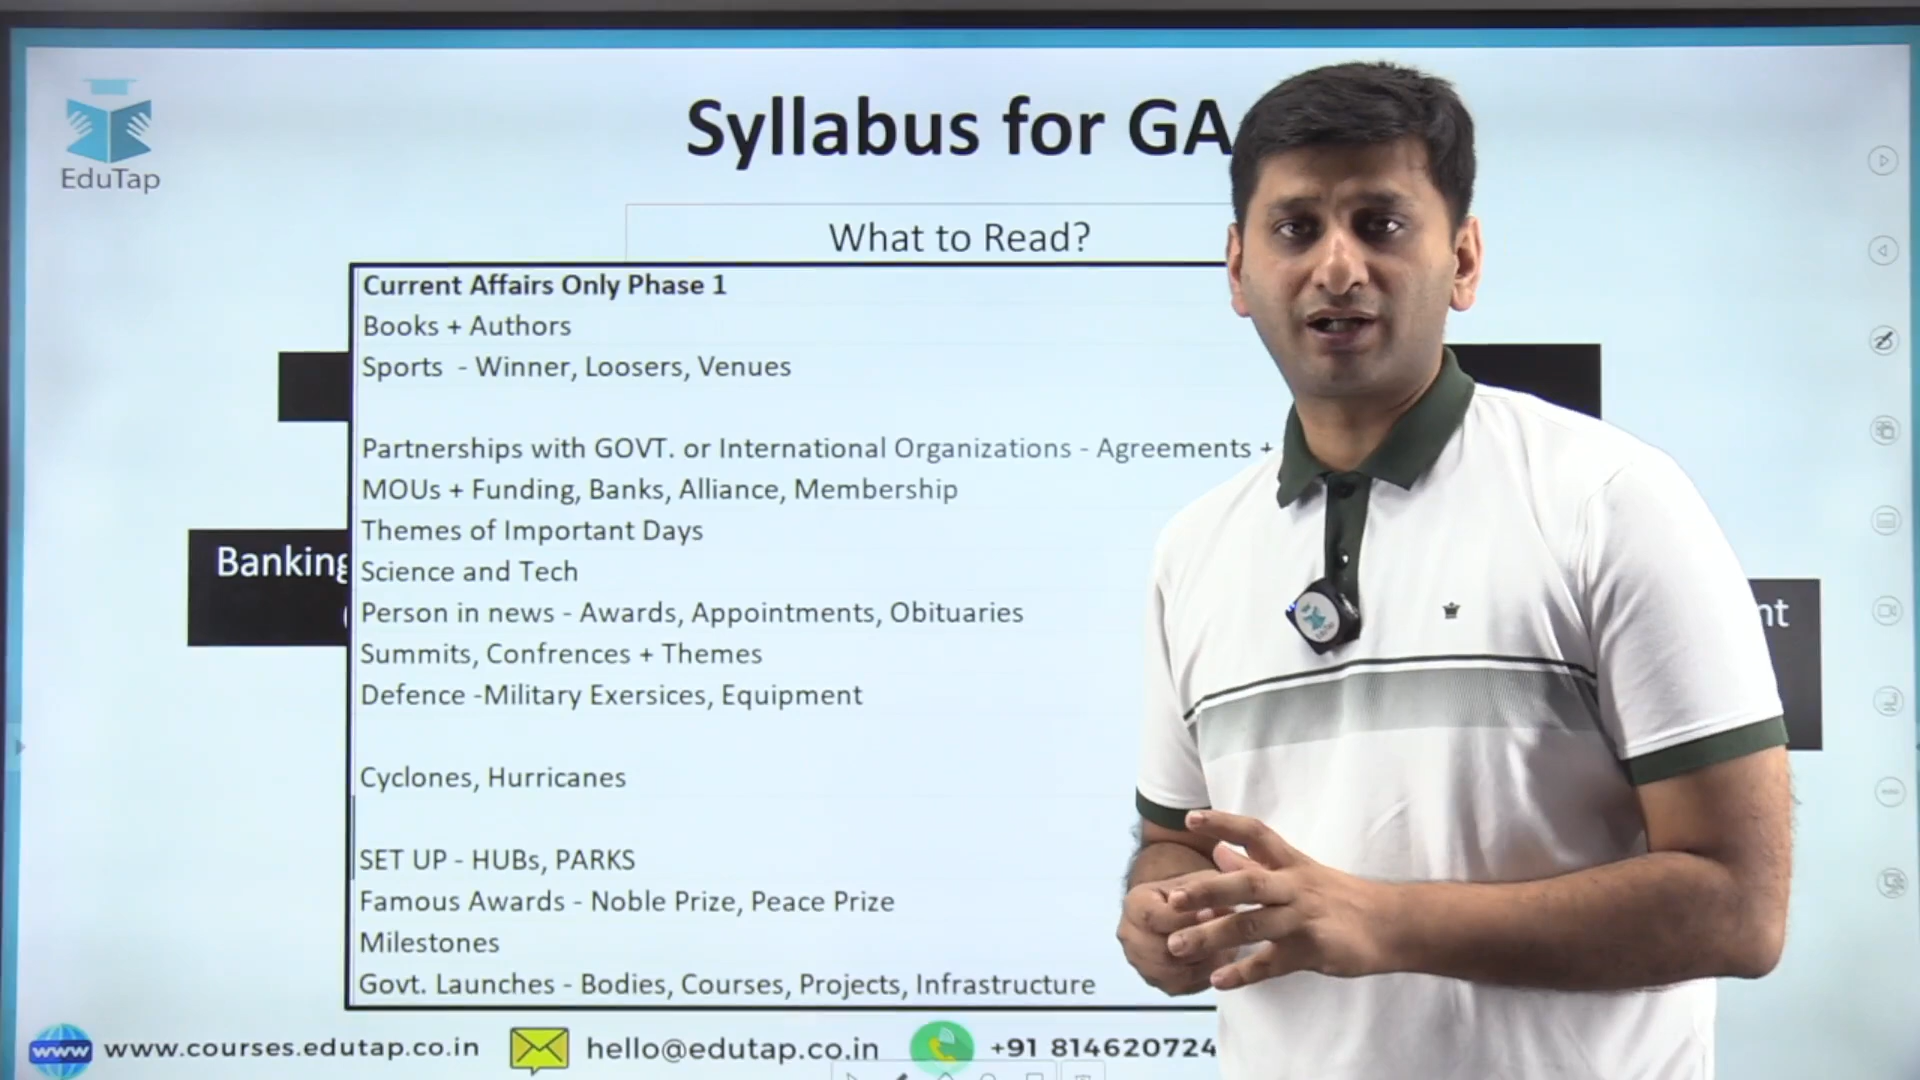 EduTap
Syllabus for GA
What to Read?
Current Affairs Only Phase 1
Books + Authors
Sports - Winner, Loosers, Venues
Partnerships with GOVT. or International Organizations - Agreements +
MOUs + Funding, Banks, Alliance, Membership
Themes of Important Days
Banking
Science and Tech
Person in news - Awards, Appointments, Obituaries
Summits, Confrences + Themes
Defence -Military Exersices, Equipment
Cyclones, Hurricanes
SET UP - HUBs, PARKS
Famous Awards - Noble Prize, Peace Prize
Milestones
Govt. Launches - Bodies, Courses, Projects, Infrastructure
www www.courses.edutap.co.in hello@edutap.co.in +91 814620724